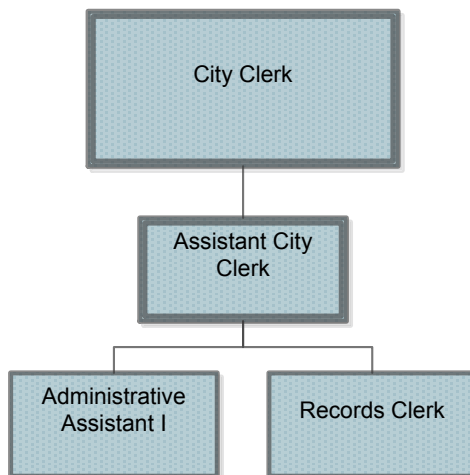 City Clerk
Assistant City
Clerk
Administrative
Assistant I
Records Clerk